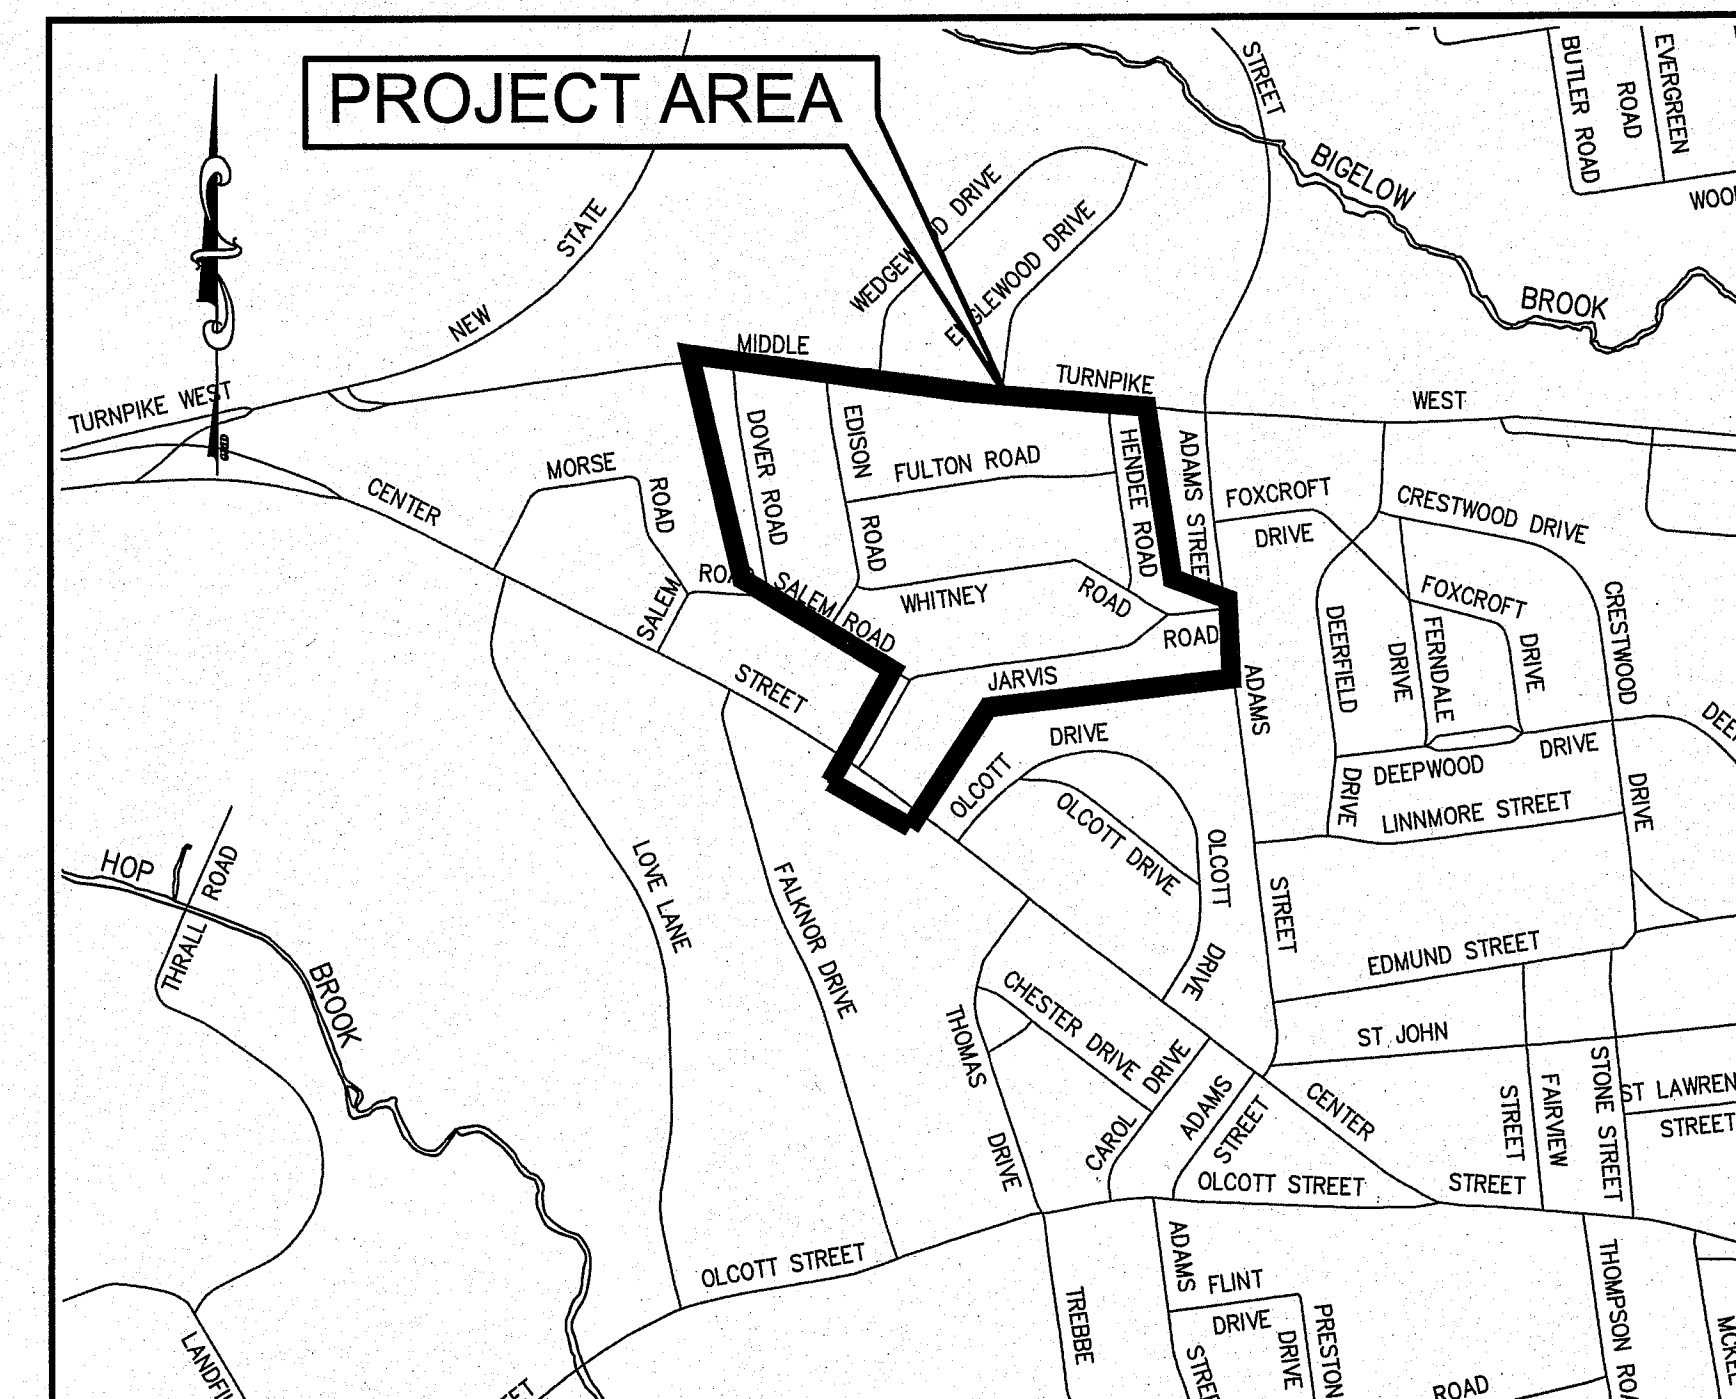 PROJECT AREA
STREET
BUTLER ROAD
EVERGREEN
ROAD
BIGELOW
BROOK
STATE
NEW
DRIVE
ENGLEWOOD DRIVE
MIDDLE
TURNPIKE
WEST
TURNPIKE WEST
CENTER
STREET
MORSE
ROAD
SALEM
DOVER ROAD
EDISON
ROAD
FULTON ROAD
HENDEE ROAD
ADAMS STREET
SALEM ROAD
WHITNEY
ROAD
ROAD
JARVIS
FOXCROFT
DRIVE
CRESTWOOD DRIVE
FOXCROFT
DRIVE
CRESTWOOD
DRIVE
DEERFIELD
DRIVE
DRIVE
FERNDALE
DEEPWOOD
DRIVE
LINNMORE STREET
ADAMS
STREET
OLCOTT
DRIVE
OLCOTT DRIVE
OLCOTT
DRIVE
HOP
BROOK
THRALL
ROAD
LOVE LANE
FALKNOR DRIVE
THOMAS
DRIVE
CHESTER DRIVE
CAROL
DRIVE
ADAMS
STREET
CENTER
STREET
OLCOTT STREET
EDMUND STREET
ST JOHN
STREET
FAIRVIEW
STONE STREET
ST LAWREN
STREET
OLCOTT STREET
TREBBE
ADAMS
FLINT
DRIVE
DRIVE
PRESTON
THOMPSON
ROAD